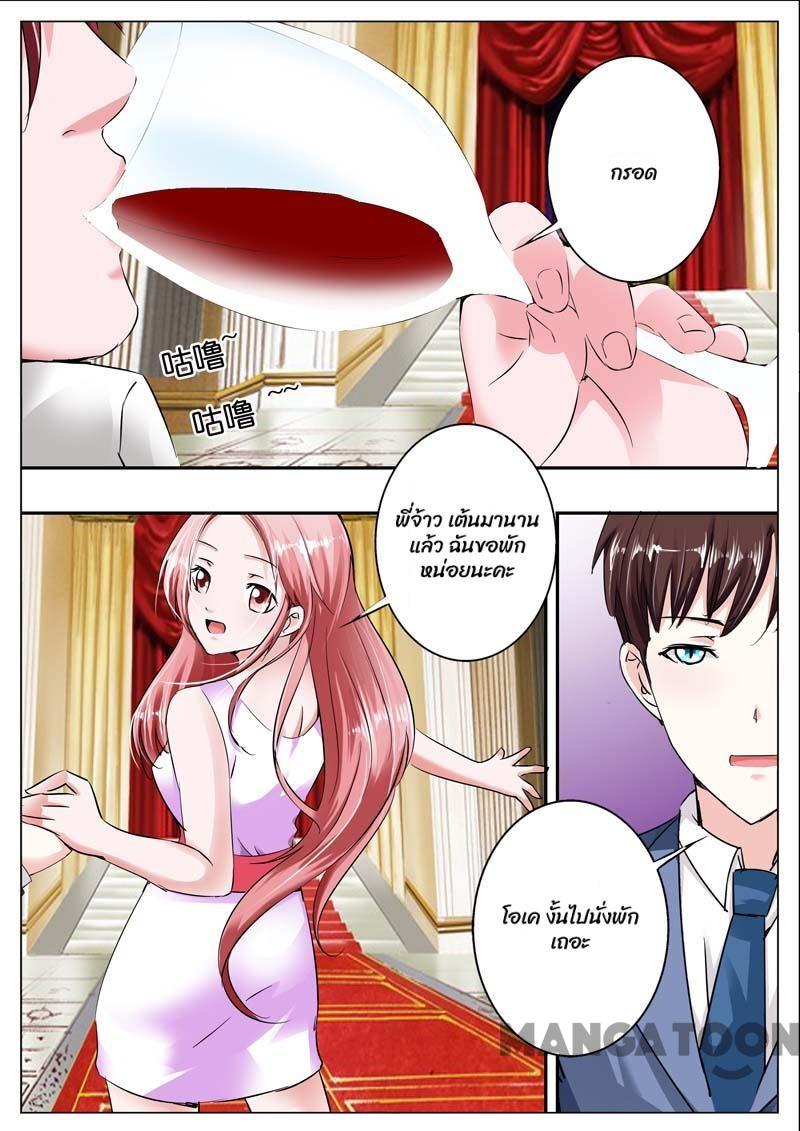 กรอด
咕噜~
咕噜~~
พี่จ้าว เต้นมานาน
แล้ว ฉันขอพัก
หน่อยนะคะ
โอเค งั้นไปนั่งพัก
เถอะ
MANGATOON